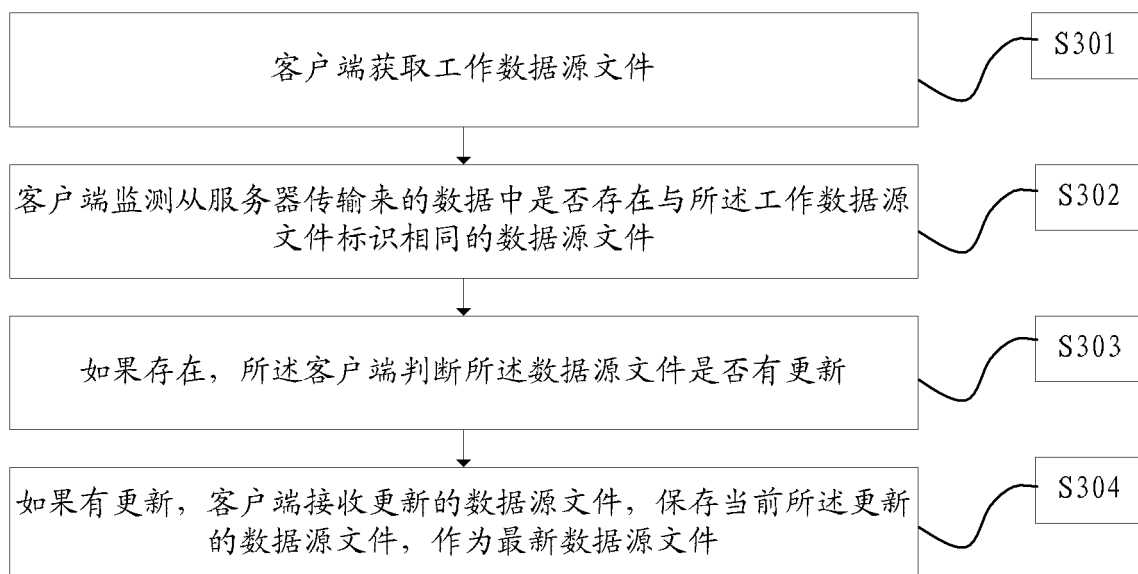 客户端获取工作数据源文件
S301
客户端监测从服务器传输来的数据中是否存在与所述工作数据源
文件标识相同的数据源文件
S302
如果存在，所述客户端判断所述数据源文件是否有更新
S303
如果有更新，客户端接收更新的数据源文件，保存当前所述更新
的数据源文件，作为最新数据源文件
S304